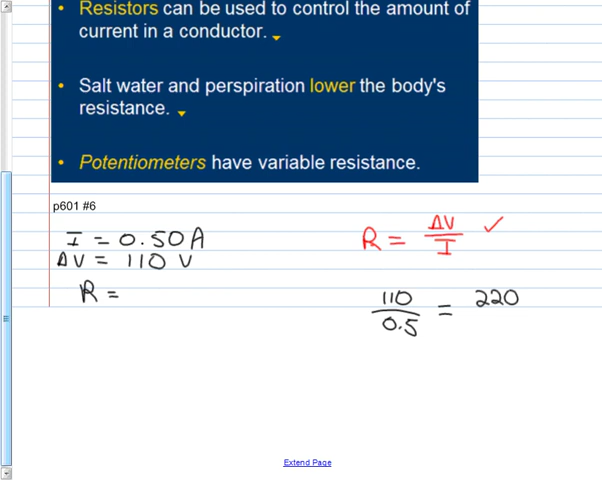 • Resistors can be used to control the amount of
current in a conductor.
• Salt water and perspiration lower the body's
resistance.
• Potentiometers have variable resistance.
p601 #6
I = 0.50A
ΔV = 110 V
R =
R = ΔV/I ✓
110/0.5 = 220
Extend Page